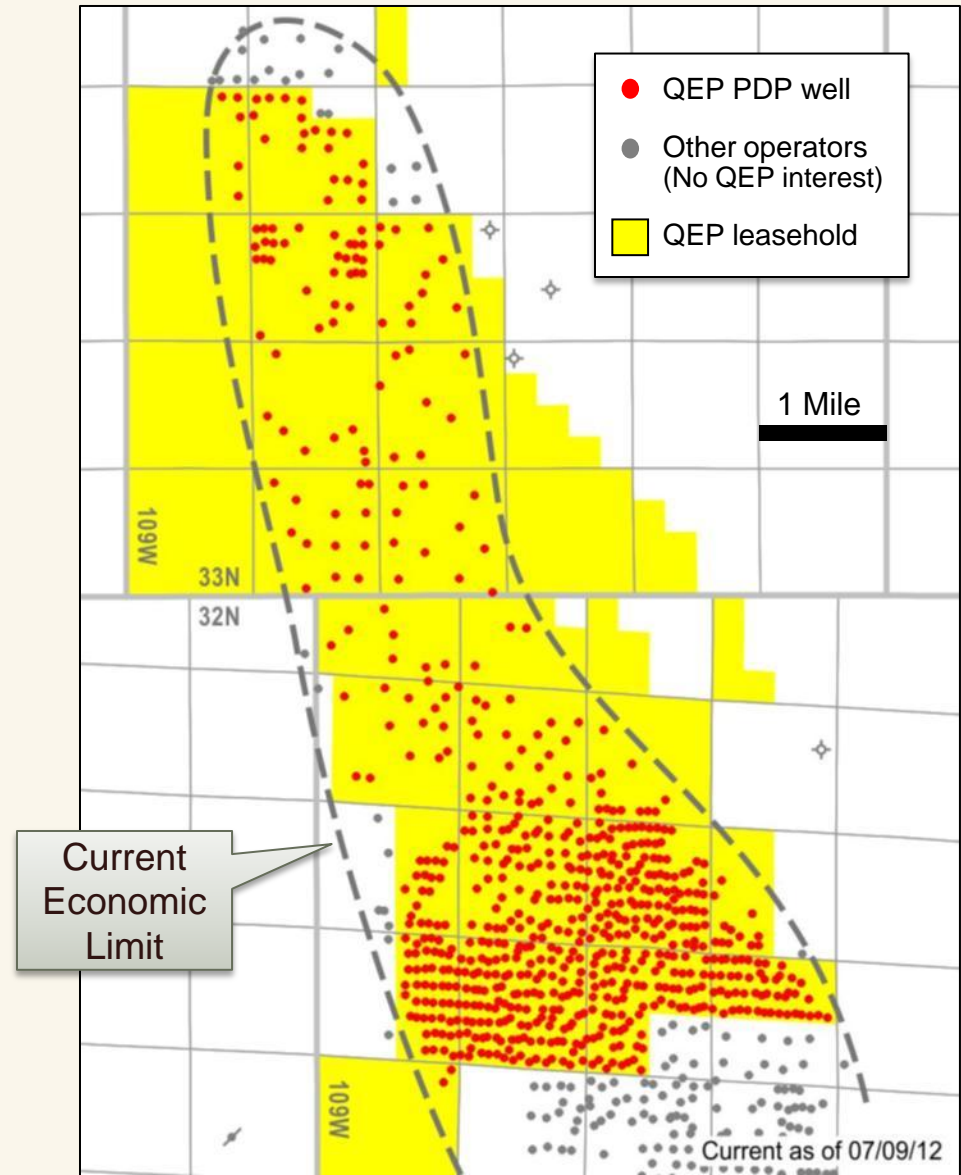 QEP PDP well
Other operators
(No QEP interest)
QEP leasehold
1 Mile
109W
33N
32N
Current
Economic
Limit
109W
Current as of 07/09/12